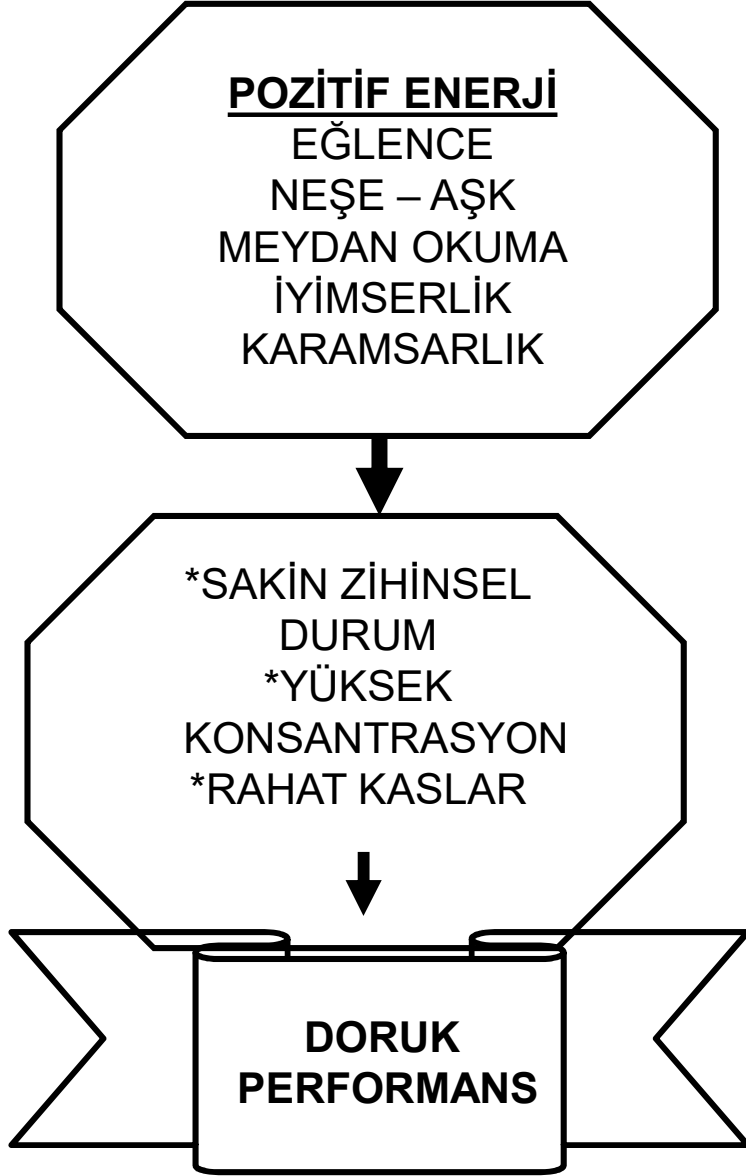 POZİTİF ENERJİ
EĞLENCE
NEŞE – AŞK
MEYDAN OKUMA
İYİMSERLİK
KARAMSARLIK
*SAKİN ZİHİNSEL
DURUM
*YÜKSEK
KONSANTRASYON
*RAHAT KASLAR
DORUK
PERFORMANS